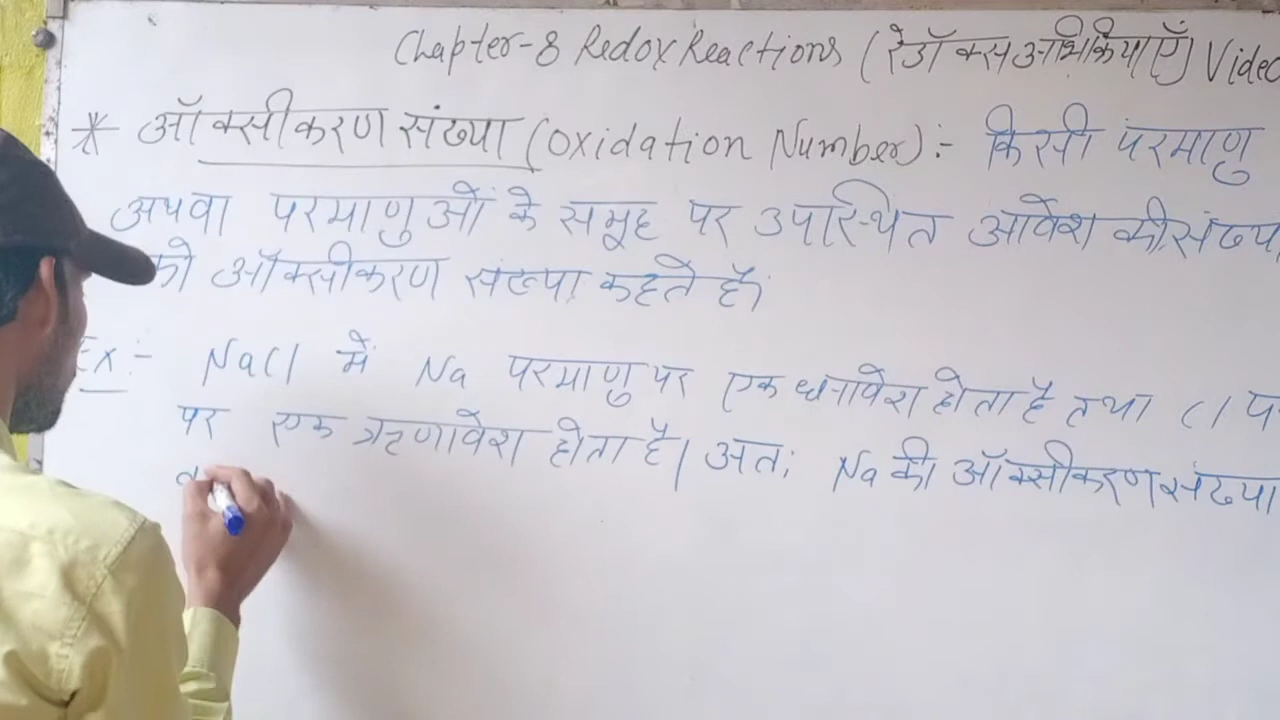 Chapter-8 Redox Reactions (रेडॉक्स अभिक्रियाएँ) Video
* ऑक्सीकरण संख्या (Oxidation Number):- किसी परमाणु
अथवा परमाणुओं के समूह पर उपस्थित आवेश की संख्या
को ऑक्सीकरण संख्या कहते हैं।
Ex:- NaCl में Na परमाणु पर एक धनावेश होता है तथा Cl प
पर एक ऋणावेश होता है। अतः Na की ऑक्सीकरण संख्या